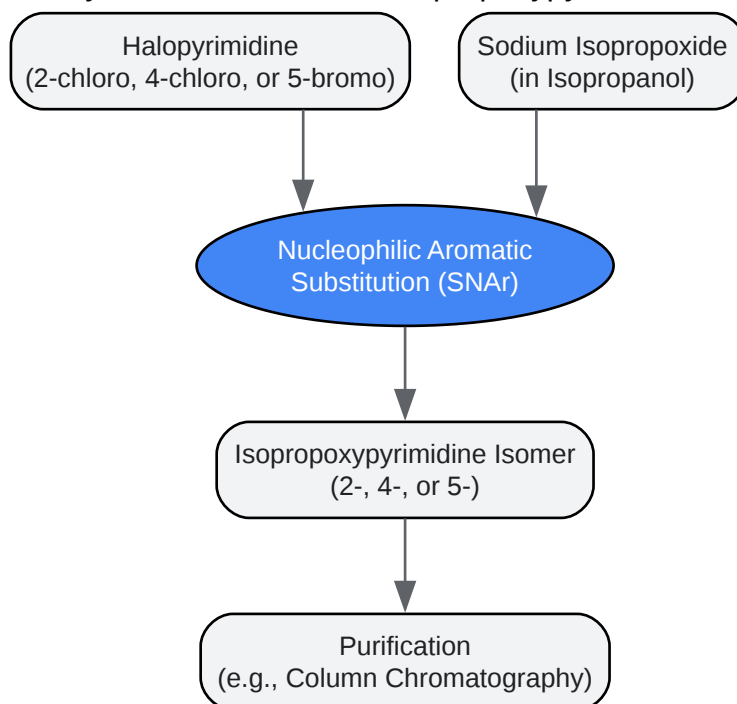 Halopyrimidine
(2-chloro, 4-chloro, or 5-bromo)
Sodium Isopropoxide
(in Isopropanol)
Nucleophilic Aromatic
Substitution (SNAr)
Isopropoxypyrimidine Isomer
(2-, 4-, or 5-)
Purification
(e.g., Column Chromatography)